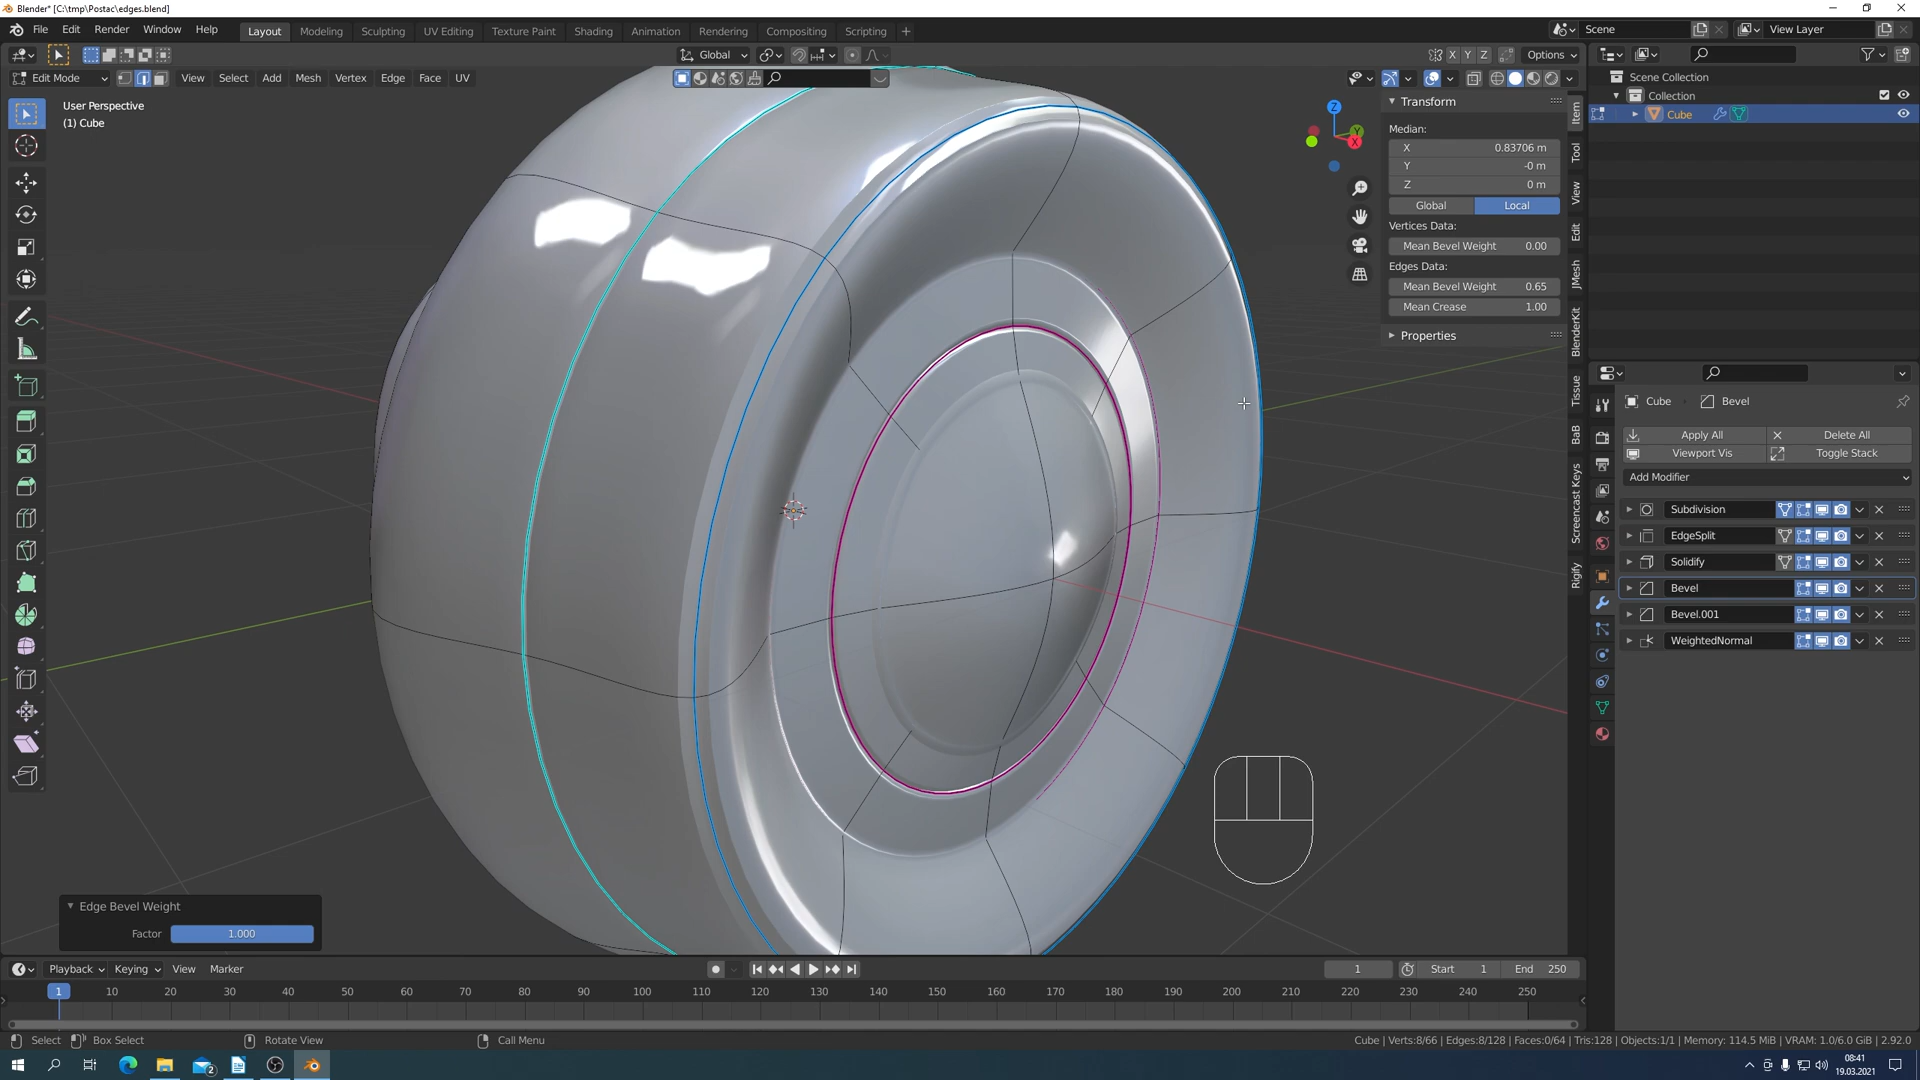 Blender* [C:\tmp\Postac\edges.blend]
File Edit Render Window Help
Layout Modeling Sculpting UV Editing Texture Paint Shading Animation Rendering Compositing Scripting +
Scene
View Layer
Global
X Y Z
Options
Edit Mode View Select Add Mesh Vertex Edge Face UV
User Perspective
(1) Cube
Z
Y
X
Transform
Median:
X 0.83706 m
Y -0 m
Z 0 m
Global Local
Vertices Data:
Mean Bevel Weight 0.00
Edges Data:
Mean Bevel Weight 0.65
Mean Crease 1.00
Properties
Item
Tool
View
Edit
JMesh
BlenderKit
Tissue
BaB
Screencast Keys
Rigify
Scene Collection
Collection
Cube
Cube Bevel
Apply All Delete All
Viewport Vis Toggle Stack
Add Modifier
Subdivision
EdgeSplit
Solidify
Bevel
Bevel.001
WeightedNormal
Edge Bevel Weight
Factor 1.000
Playback Keying View Marker
1 Start 1 End 250
1 10 20 30 40 50 60 70 80 90 100 110 120 130 140 150 160 170 180 190 200 210 220 230 240 250
Select Box Select Rotate View Call Menu
Cube | Verts:8/66 | Edges:8/128 | Faces:0/64 | Tris:128 | Objects:1/1 | Memory: 114.5 MiB | VRAM: 1.0/6.0 GiB | 2.92.0
2
08:41
19.03.2021